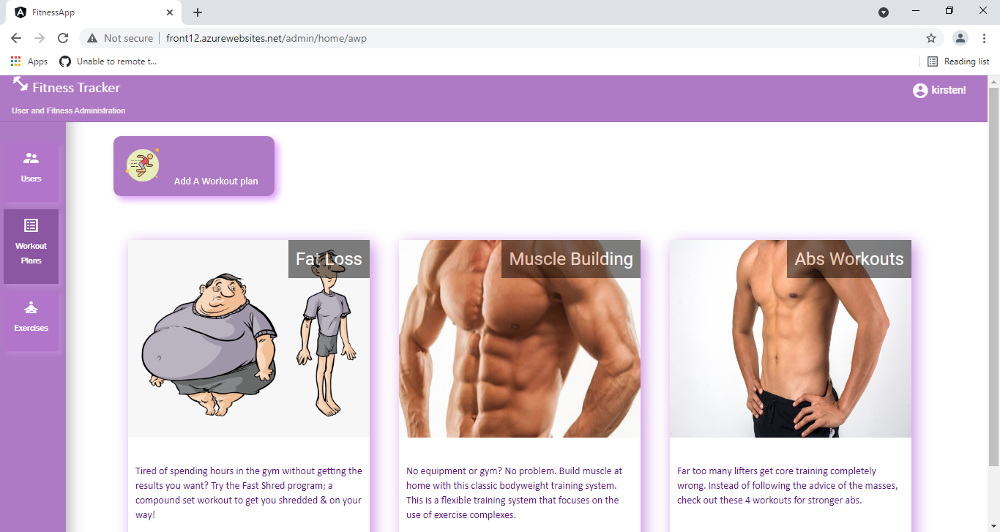 FitnessApp
Not secure front12.azurewebsites.net/admin/home/awp
Apps Unable to remote t... Reading list
Fitness Tracker
kirsten!
User and Fitness Administration
Users
Workout
Plans
Exercises
Add A Workout plan
Fat Loss
Muscle Building
Abs Workouts
Tired of spending hours in the gym without getting the
results you want? Try the Fast Shred program; a
compound set workout to get you shredded & on your
way!
No equipment or gym? No problem. Build muscle at
home with this classic bodyweight training system.
This is a flexible training system that focuses on the
use of exercise complexes.
Far too many lifters get core training completely
wrong. Instead of following the advice of the masses,
check out these 4 workouts for stronger abs.